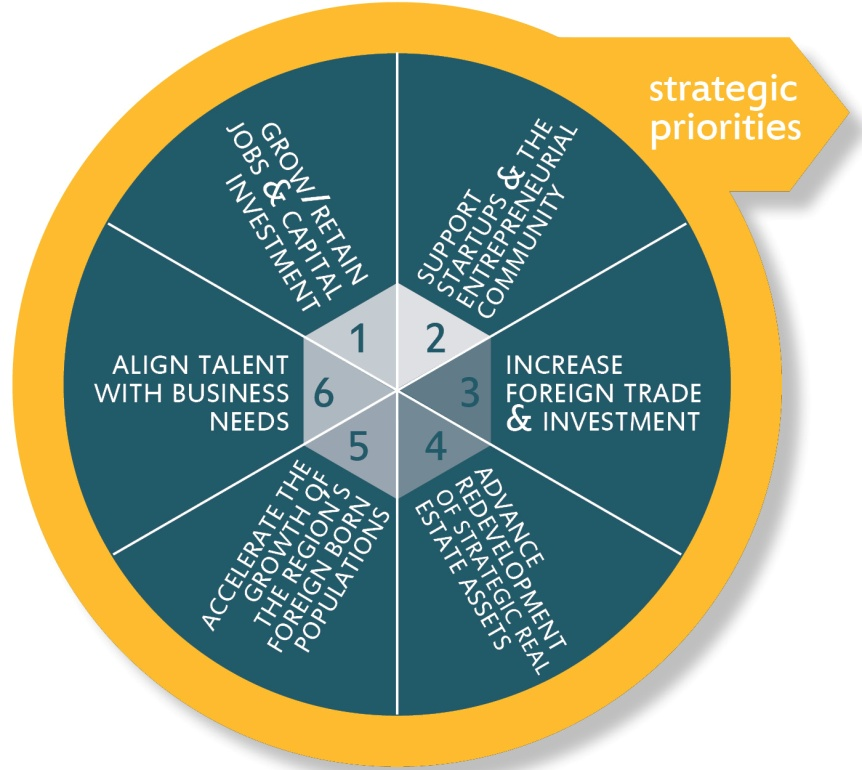 strategic
priorities
GROW/RETAIN
JOBS & CAPITAL
INVESTMENT
1
SUPPORT
STARTUPS & THE
ENTREPRENEURIAL
COMMUNITY
2
INCREASE
FOREIGN TRADE
& INVESTMENT
3
ADVANCE
REDEVELOPMENT
OF STRATEGIC REAL
ESTATE ASSETS
4
ACCELERATE THE
GROWTH OF
THE REGION'S
FOREIGN BORN
POPULATIONS
5
ALIGN TALENT
WITH BUSINESS
NEEDS
6